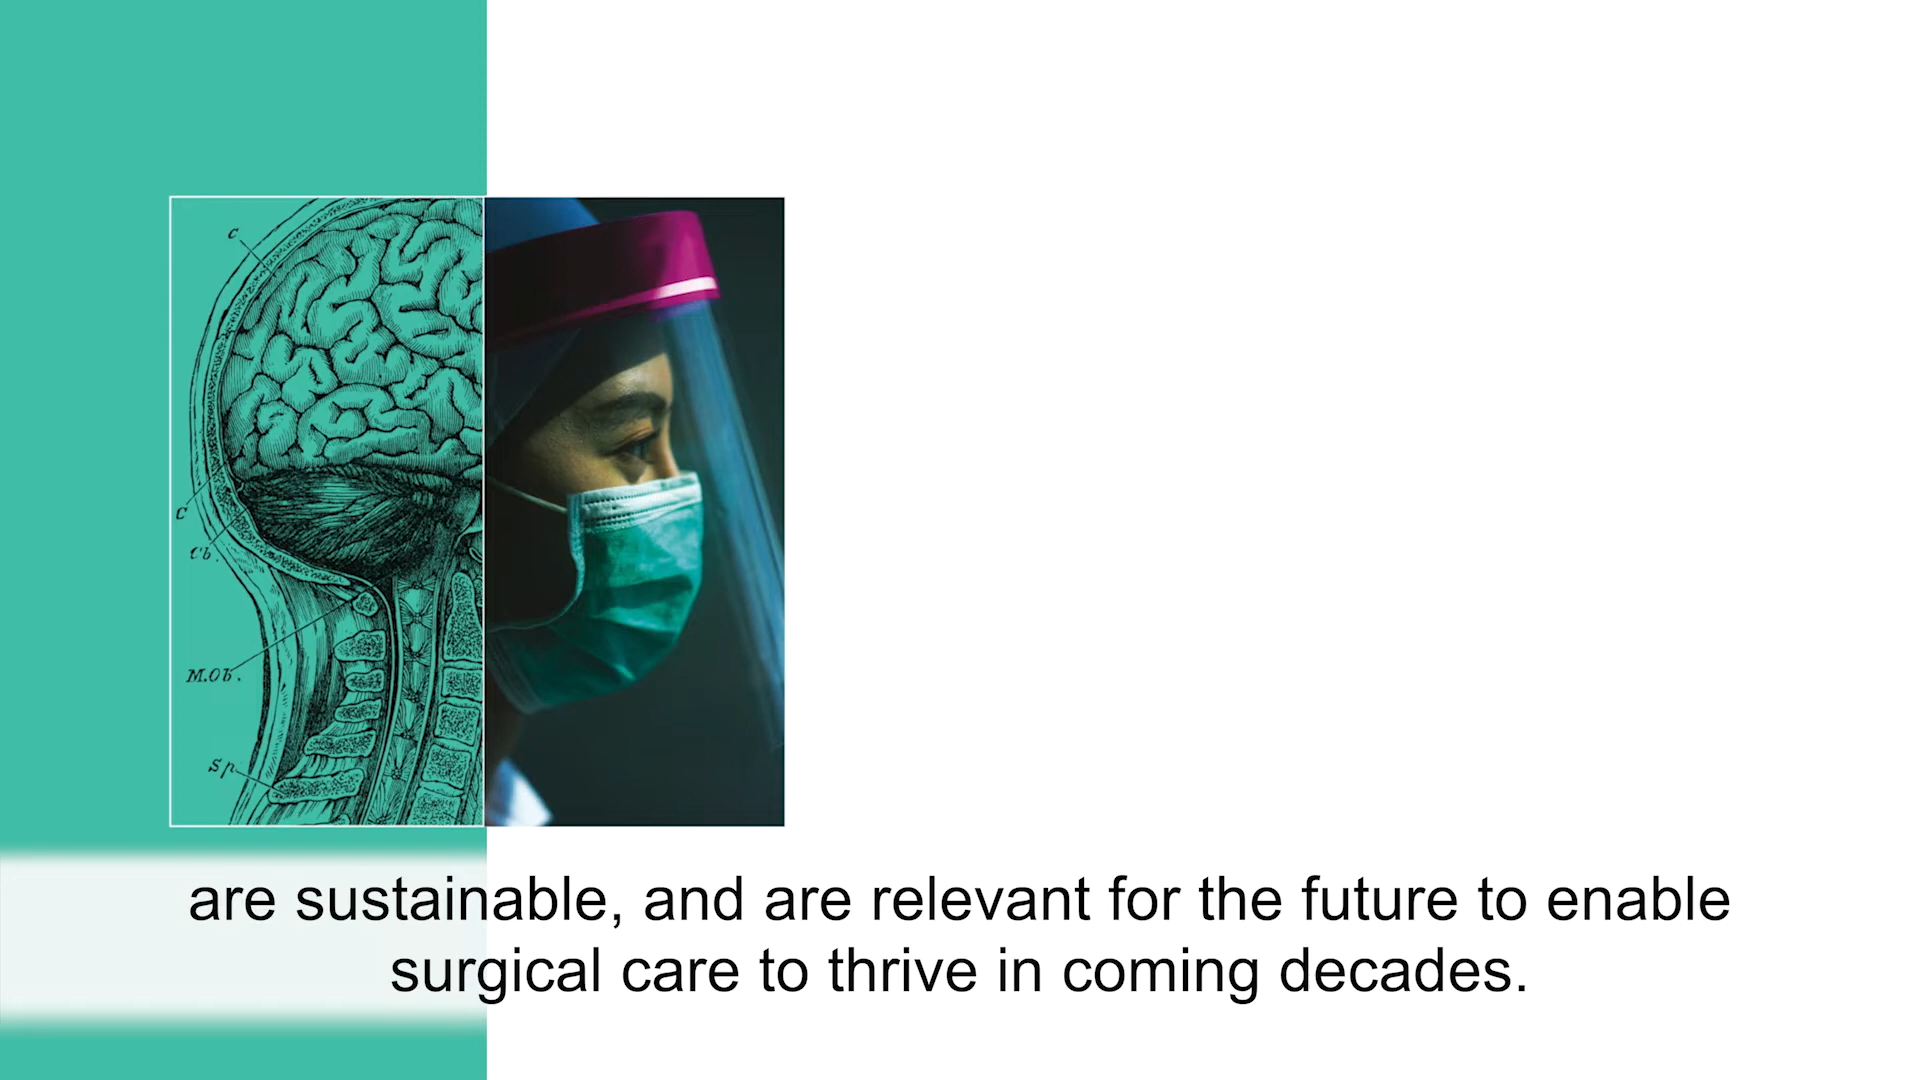 c
C
Cb.
M.Ob.
Sp.
are sustainable, and are relevant for the future to enable
surgical care to thrive in coming decades.